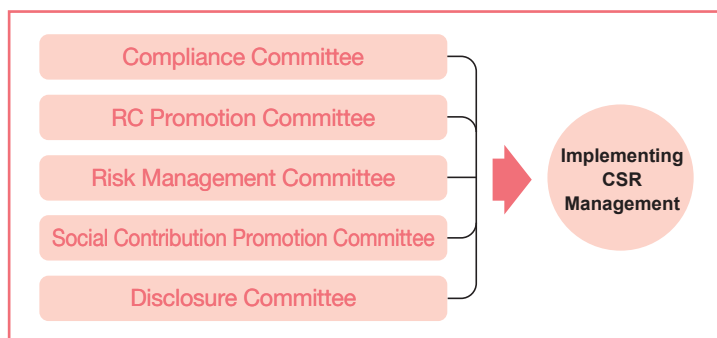 Compliance Committee
RC Promotion Committee
Risk Management Committee
Social Contribution Promotion Committee
Disclosure Committee
Implementing
CSR
Management